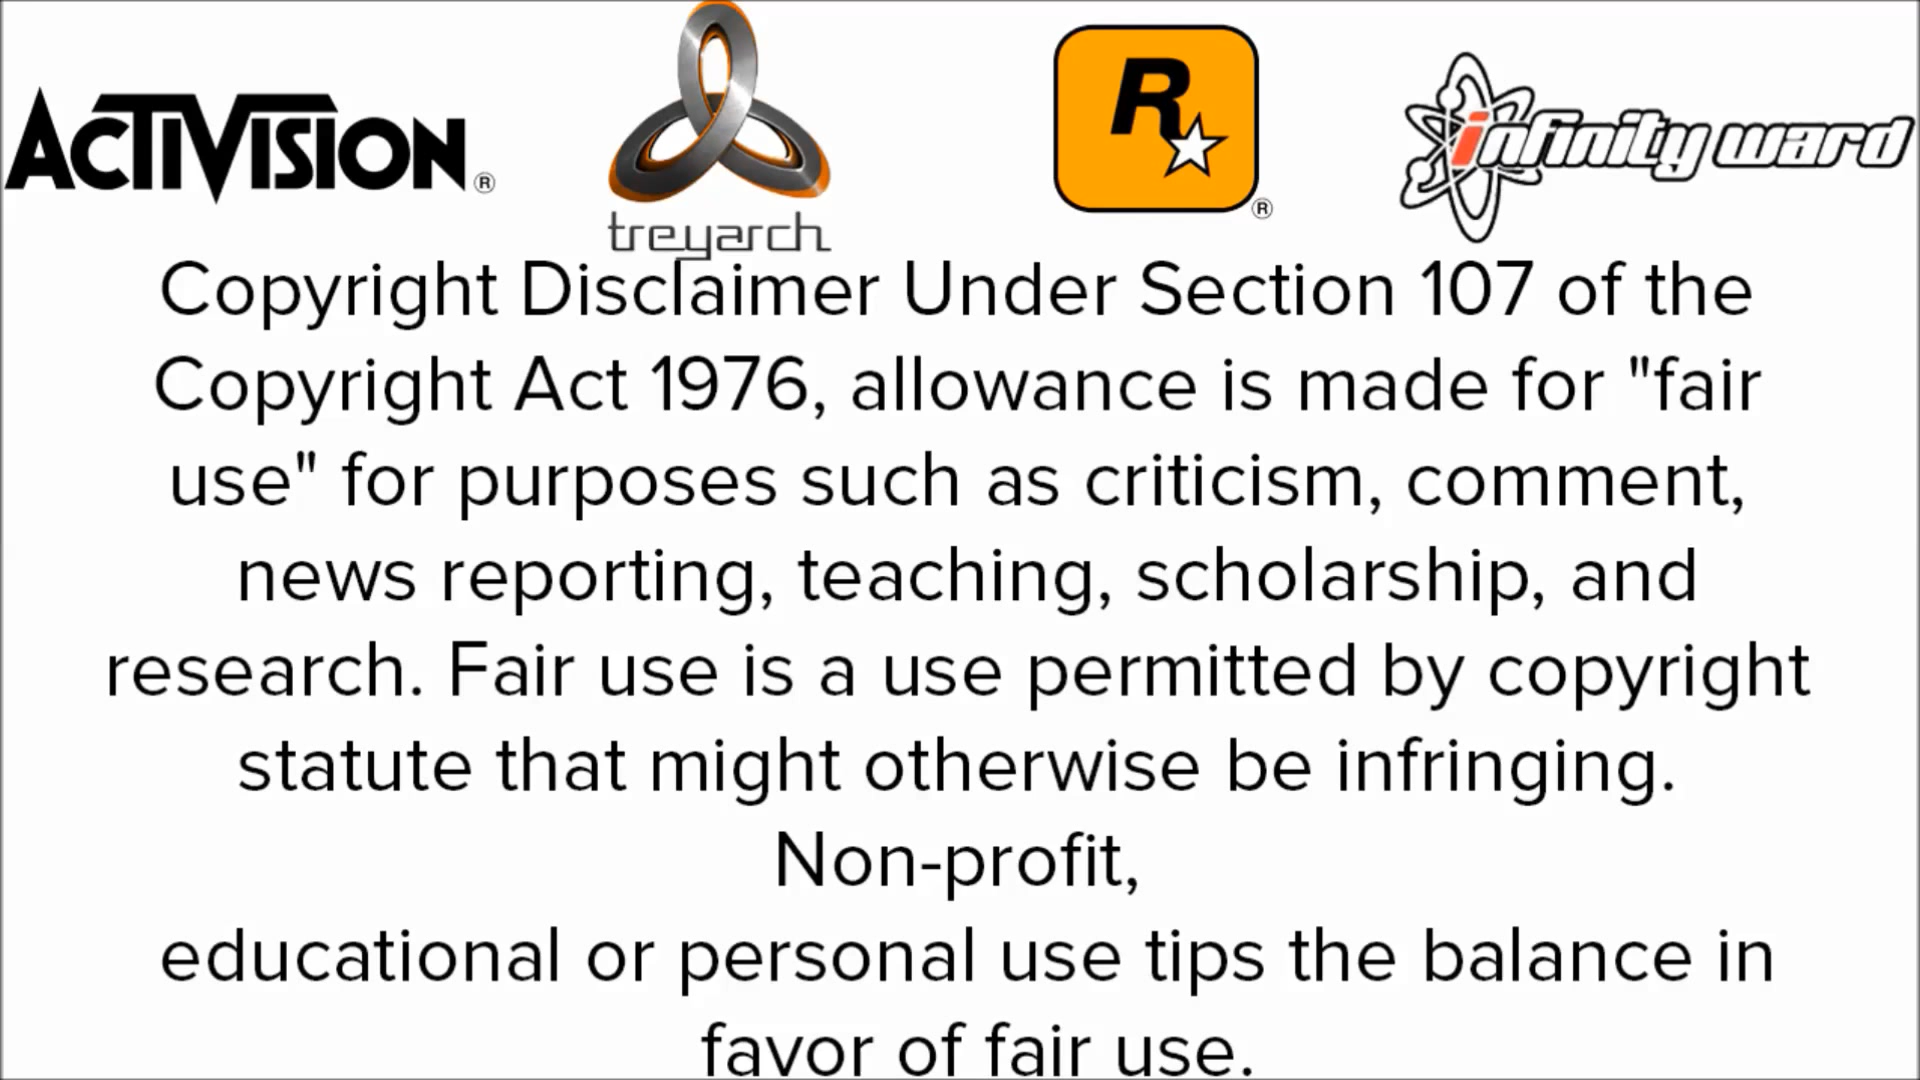 ACTIVISION ®
treyarch
R ®
infinity ward
Copyright Disclaimer Under Section 107 of the
Copyright Act 1976, allowance is made for "fair
use" for purposes such as criticism, comment,
news reporting, teaching, scholarship, and
research. Fair use is a use permitted by copyright
statute that might otherwise be infringing.
Non-profit,
educational or personal use tips the balance in
favor of fair use.